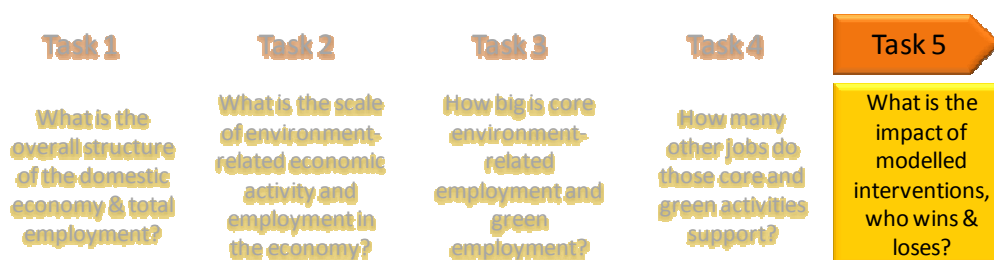 Task 1
What is the
overall structure
of the domestic
economy & total
employment?
Task 2
What is the scale
of environment-
related economic
activity and
employment in
the economy?
Task 3
How big is core
environment-
related
employment and
green
employment?
Task 4
How many
other jobs do
those core and
green activities
support?
Task 5
What is the
impact of
modelled
interventions,
who wins &
loses?